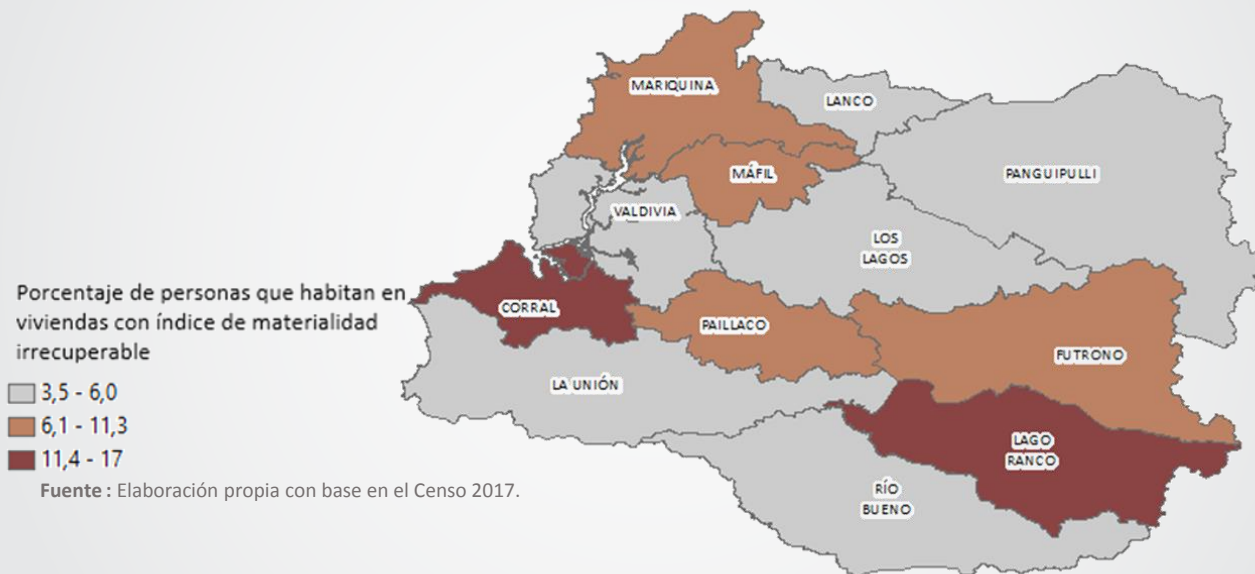 MARIQUINA
LANCO
MÁFIL
PANGUIPULLI
VALDIVIA
LOS
LAGOS
CORRAL
PAILLACO
FUTRONO
LA UNIÓN
LAGO
RANCO
RÍO
BUENO
Porcentaje de personas que habitan en
viviendas con índice de materialidad
irrecuperable
3,5 - 6,0
6,1 - 11,3
11,4 - 17
Fuente : Elaboración propia con base en el Censo 2017.